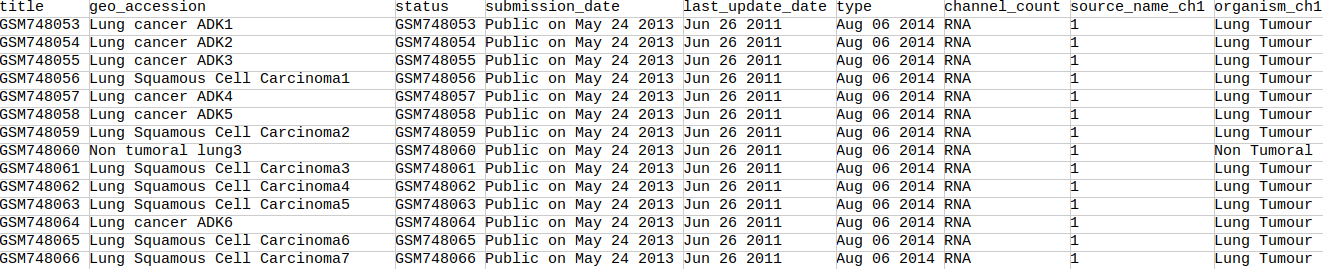 title geo_accession status submission_date last_update_date type channel_count source_name_ch1 organism_ch1
GSM748053 Lung cancer ADK1 GSM748053 Public on May 24 2013 Jun 26 2011 Aug 06 2014 RNA 1 Lung Tumour
GSM748054 Lung cancer ADK2 GSM748054 Public on May 24 2013 Jun 26 2011 Aug 06 2014 RNA 1 Lung Tumour
GSM748055 Lung cancer ADK3 GSM748055 Public on May 24 2013 Jun 26 2011 Aug 06 2014 RNA 1 Lung Tumour
GSM748056 Lung Squamous Cell Carcinoma1 GSM748056 Public on May 24 2013 Jun 26 2011 Aug 06 2014 RNA 1 Lung Tumour
GSM748057 Lung cancer ADK4 GSM748057 Public on May 24 2013 Jun 26 2011 Aug 06 2014 RNA 1 Lung Tumour
GSM748058 Lung cancer ADK5 GSM748058 Public on May 24 2013 Jun 26 2011 Aug 06 2014 RNA 1 Lung Tumour
GSM748059 Lung Squamous Cell Carcinoma2 GSM748059 Public on May 24 2013 Jun 26 2011 Aug 06 2014 RNA 1 Lung Tumour
GSM748060 Non tumoral lung3 GSM748060 Public on May 24 2013 Jun 26 2011 Aug 06 2014 RNA 1 Non Tumoral
GSM748061 Lung Squamous Cell Carcinoma3 GSM748061 Public on May 24 2013 Jun 26 2011 Aug 06 2014 RNA 1 Lung Tumour
GSM748062 Lung Squamous Cell Carcinoma4 GSM748062 Public on May 24 2013 Jun 26 2011 Aug 06 2014 RNA 1 Lung Tumour
GSM748063 Lung Squamous Cell Carcinoma5 GSM748063 Public on May 24 2013 Jun 26 2011 Aug 06 2014 RNA 1 Lung Tumour
GSM748064 Lung cancer ADK6 GSM748064 Public on May 24 2013 Jun 26 2011 Aug 06 2014 RNA 1 Lung Tumour
GSM748065 Lung Squamous Cell Carcinoma6 GSM748065 Public on May 24 2013 Jun 26 2011 Aug 06 2014 RNA 1 Lung Tumour
GSM748066 Lung Squamous Cell Carcinoma7 GSM748066 Public on May 24 2013 Jun 26 2011 Aug 06 2014 RNA 1 Lung Tumour